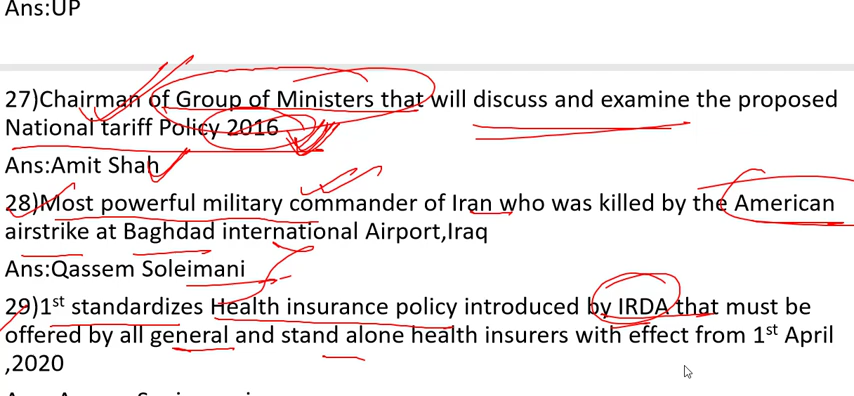 Ans:UP
27)Chairman of Group of Ministers that will discuss and examine the proposed
National tariff Policy 2016
Ans:Amit Shah
28)Most powerful military commander of Iran who was killed by the American
airstrike at Baghdad international Airport,Iraq
Ans:Qassem Soleimani
29)1st standardizes Health insurance policy introduced by IRDA that must be
offered by all general and stand alone health insurers with effect from 1st April
,2020